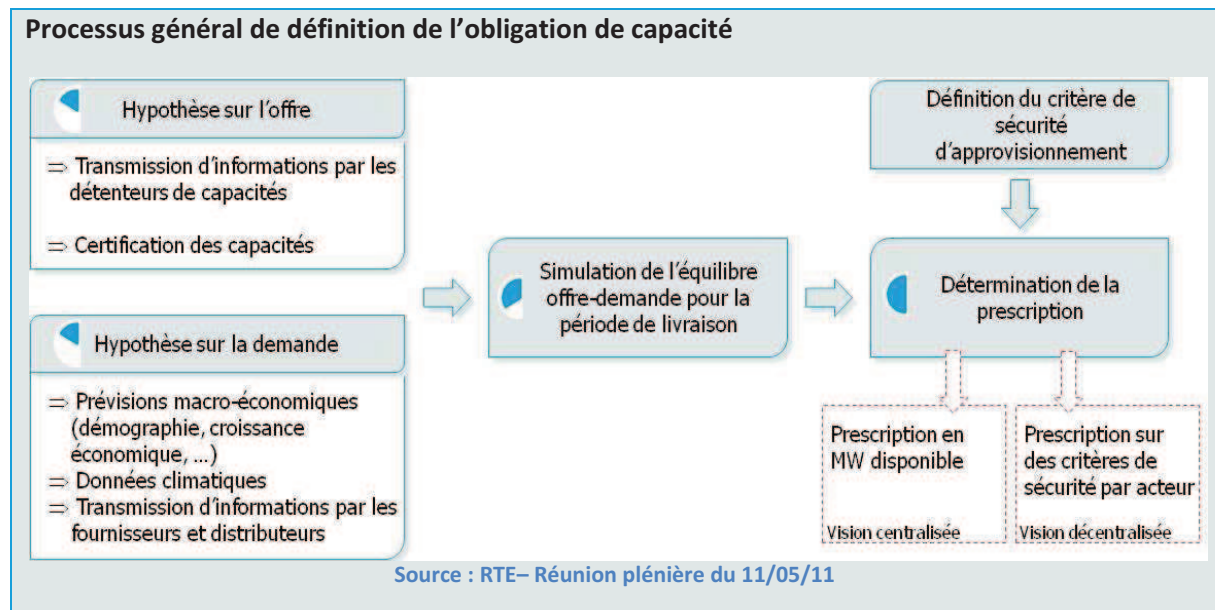 Processus général de définition de l'obligation de capacité
Hypothèse sur l'offre
⇒ Transmission d'informations par les
détenteurs de capacités
⇒ Certification des capacités
Hypothèse sur la demande
⇒ Prévisions macro-économiques
(démographie, croissance
économique, ...)
⇒ Données climatiques
⇒ Transmission d'informations par les
fournisseurs et distributeurs
Simulation de l'équilibre
offre-demande pour la
période de livraison
Définition du critère de
sécurité
d'approvisionnement
Détermination de la
prescription
Prescription en
MW disponible
Vision centralisée
Prescription sur
des critères de
sécurité par acteur
Vision décentralisée
Source : RTE– Réunion plénière du 11/05/11